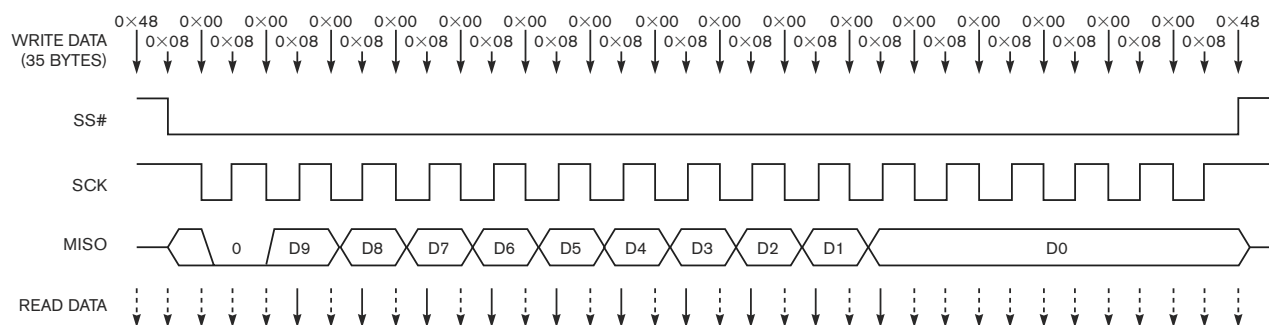 0×48 0×00 0×00 0×00 0×00 0×00 0×00 0×00 0×00 0×00 0×00 0×00 0×00 0×00 0×00 0×00 0×00 0×48
WRITE DATA 0×08 0×08 0×08 0×08 0×08 0×08 0×08 0×08 0×08 0×08 0×08 0×08 0×08 0×08 0×08 0×08 0×08
(35 BYTES)
SS#
SCK
MISO 0 D9 D8 D7 D6 D5 D4 D3 D2 D1 D0
READ DATA